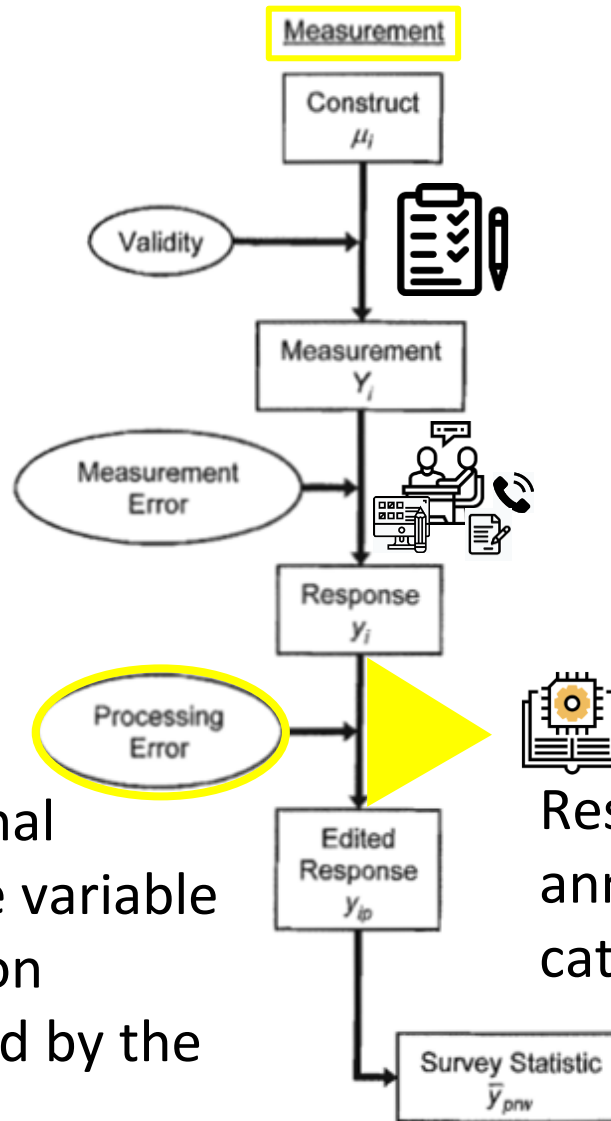 Measurement
Construct
μi
Validity
Measurement
Yi
Measurement
Error
Response
yi
Processing
Error
Edited
Response
yip
nal
e variable
on
d by the
Res
ann
cat
Survey Statistic
ȳprw